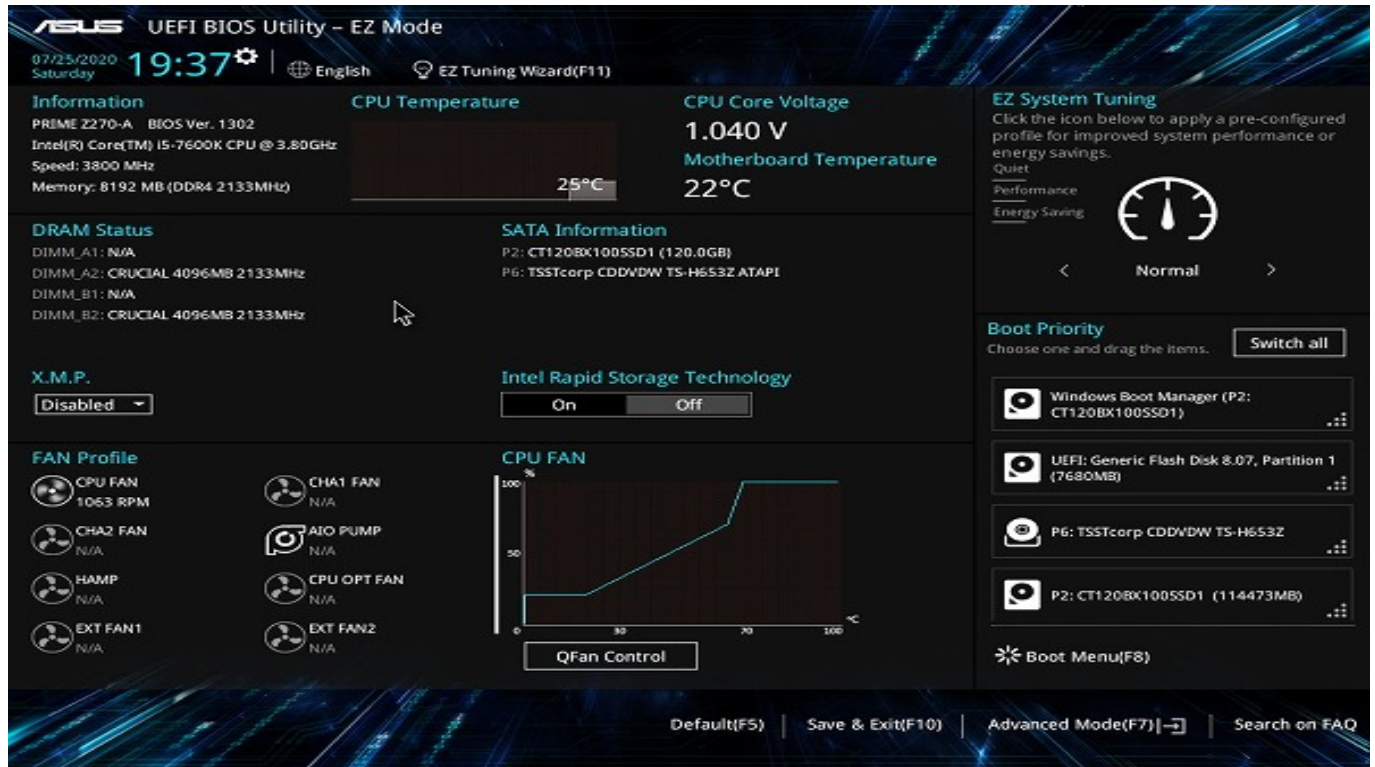 ASUS UEFI BIOS Utility – EZ Mode
07/25/2020
Saturday
19:37
English
EZ Tuning Wizard(F11)
Information
PRIME Z270-A BIOS Ver. 1302
Intel(R) Core(TM) i5-7600K CPU @ 3.80GHz
Speed: 3800 MHz
Memory: 8192 MB (DDR4 2133MHz)
CPU Temperature
25°C
CPU Core Voltage
1.040 V
Motherboard Temperature
22°C
DRAM Status
DIMM_A1: N/A
DIMM_A2: CRUCIAL 4096MB 2133MHz
DIMM_B1: N/A
DIMM_B2: CRUCIAL 4096MB 2133MHz
SATA Information
P2: CT120BX100SSD1 (120.0GB)
P6: TSSTcorp CDDVDW TS-H653Z ATAPI
X.M.P.
Disabled
Intel Rapid Storage Technology
On Off
FAN Profile
CPU FAN
1063 RPM
CHA1 FAN
N/A
CHA2 FAN
N/A
AIO PUMP
N/A
HAMP
N/A
CPU OPT FAN
N/A
EXT FAN1
N/A
EXT FAN2
N/A
CPU FAN
%
100
50
0 30 70 100
°C
QFan Control
EZ System Tuning
Click the icon below to apply a pre-configured
profile for improved system performance or
energy savings.
Quiet
Performance
Energy Saving
< Normal >
Boot Priority
Choose one and drag the items.
Switch all
Windows Boot Manager (P2:
CT120BX100SSD1)
UEFI: Generic Flash Disk 8.07, Partition 1
(7680MB)
P6: TSSTcorp CDDVDW TS-H653Z
P2: CT120BX100SSD1 (114473MB)
Boot Menu(F8)
Default(F5) | Save & Exit(F10) | Advanced Mode(F7) | Search on FAQ